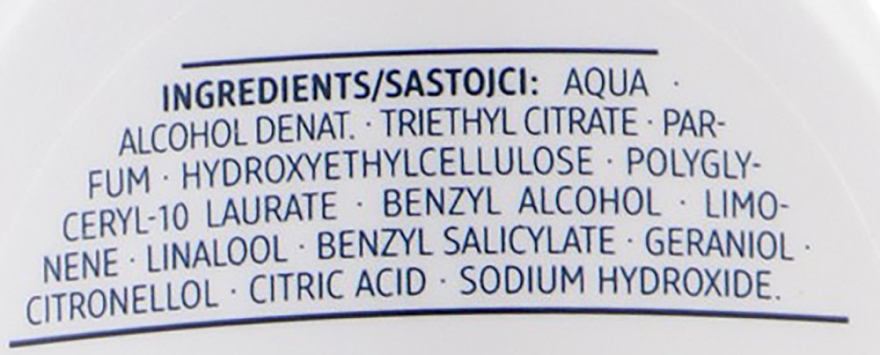 INGREDIENTS/SASTOJCI: AQUA ·
ALCOHOL DENAT. · TRIETHYL CITRATE · PAR-
FUM · HYDROXYETHYLCELLULOSE · POLYGLY-
CERYL-10 LAURATE · BENZYL ALCOHOL · LIMO-
NENE · LINALOOL · BENZYL SALICYLATE · GERANIOL ·
CITRONELLOL · CITRIC ACID · SODIUM HYDROXIDE.